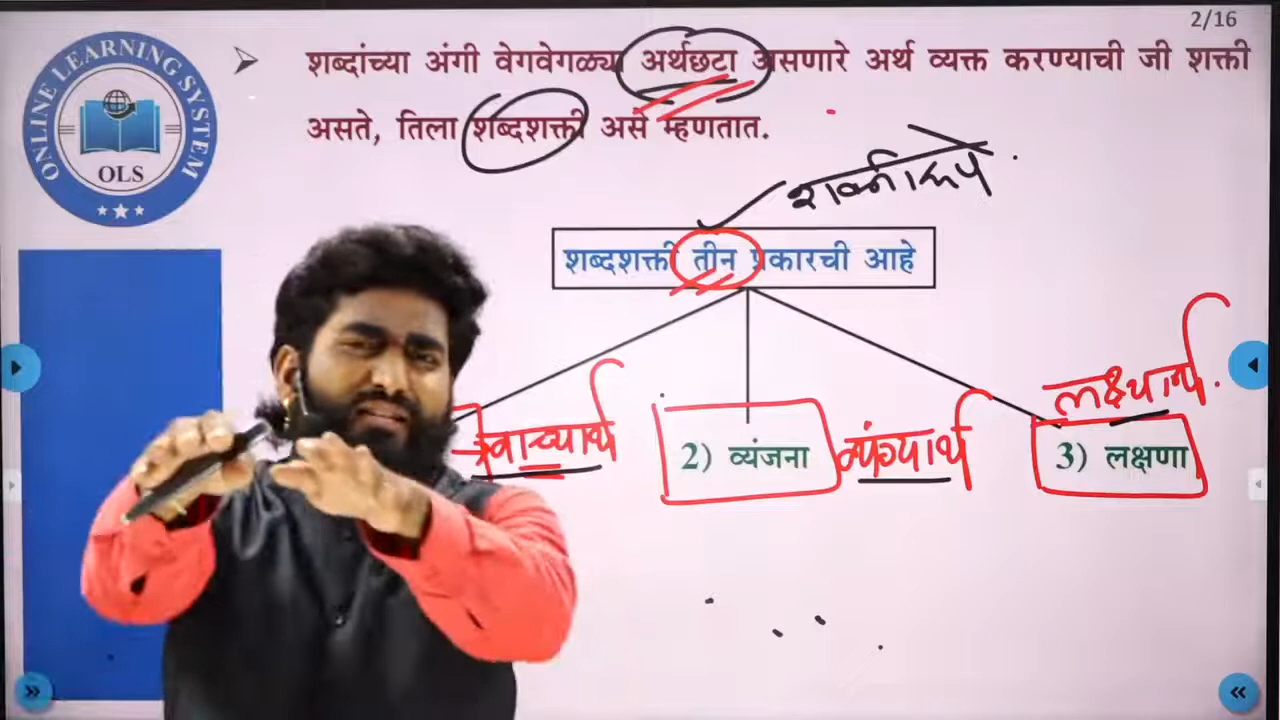 2/16
ONLINE LEARNING SYSTEM
OLS
शब्दांच्या अंगी वेगवेगळ्या अर्थछटा असणारे अर्थ व्यक्त करण्याची जी शक्ती
असते, तिला शब्दशक्ती असे म्हणतात.
शब्दशक्ती तीन प्रकारची आहे
लक्ष्यार्थ
वाच्यार्थ
2) व्यंजना
व्यंग्यार्थ
3) लक्षणा